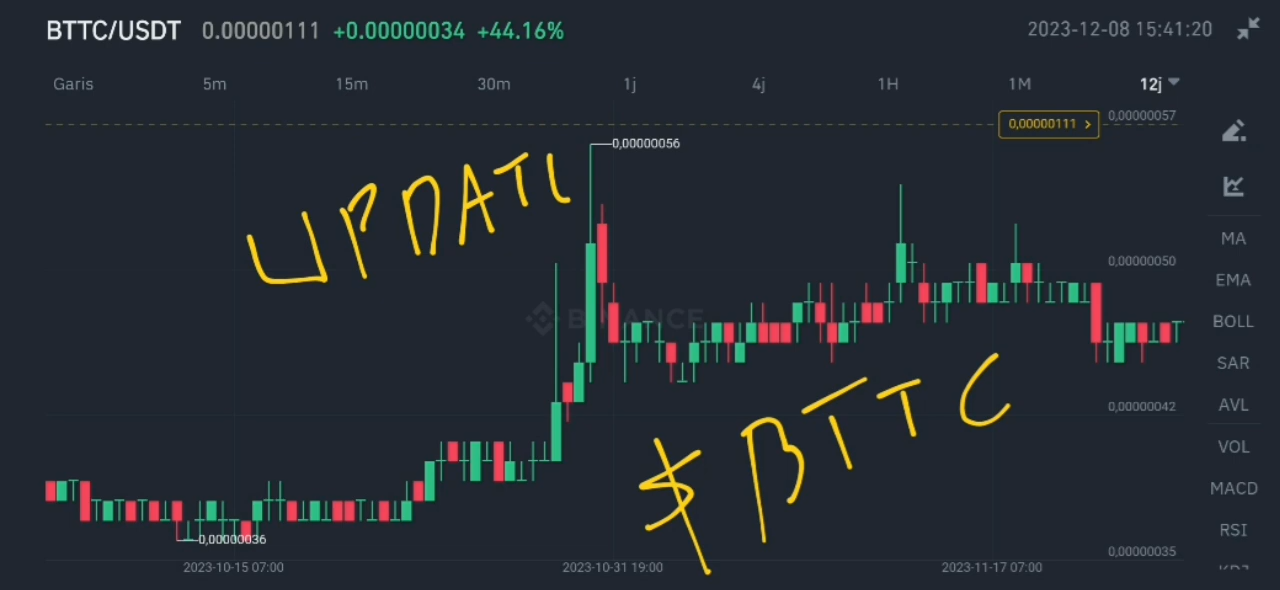 BTTC/USDT 0.00000111 +0.00000034 +44.16% 2023-12-08 15:41:20
Garis 5m 15m 30m 1j 4j 1H 1M 12j
0,00000111 > 0,00000057
0,00000056
UPDATE
MA
0,00000050
EMA
BINANCE
BOLL
SAR
0,00000042
AVL
$BTTC
VOL
MACD
RSI
0,00000036
0,00000035
2023-10-15 07:00 2023-10-31 19:00 2023-11-17 07:00
KDJ